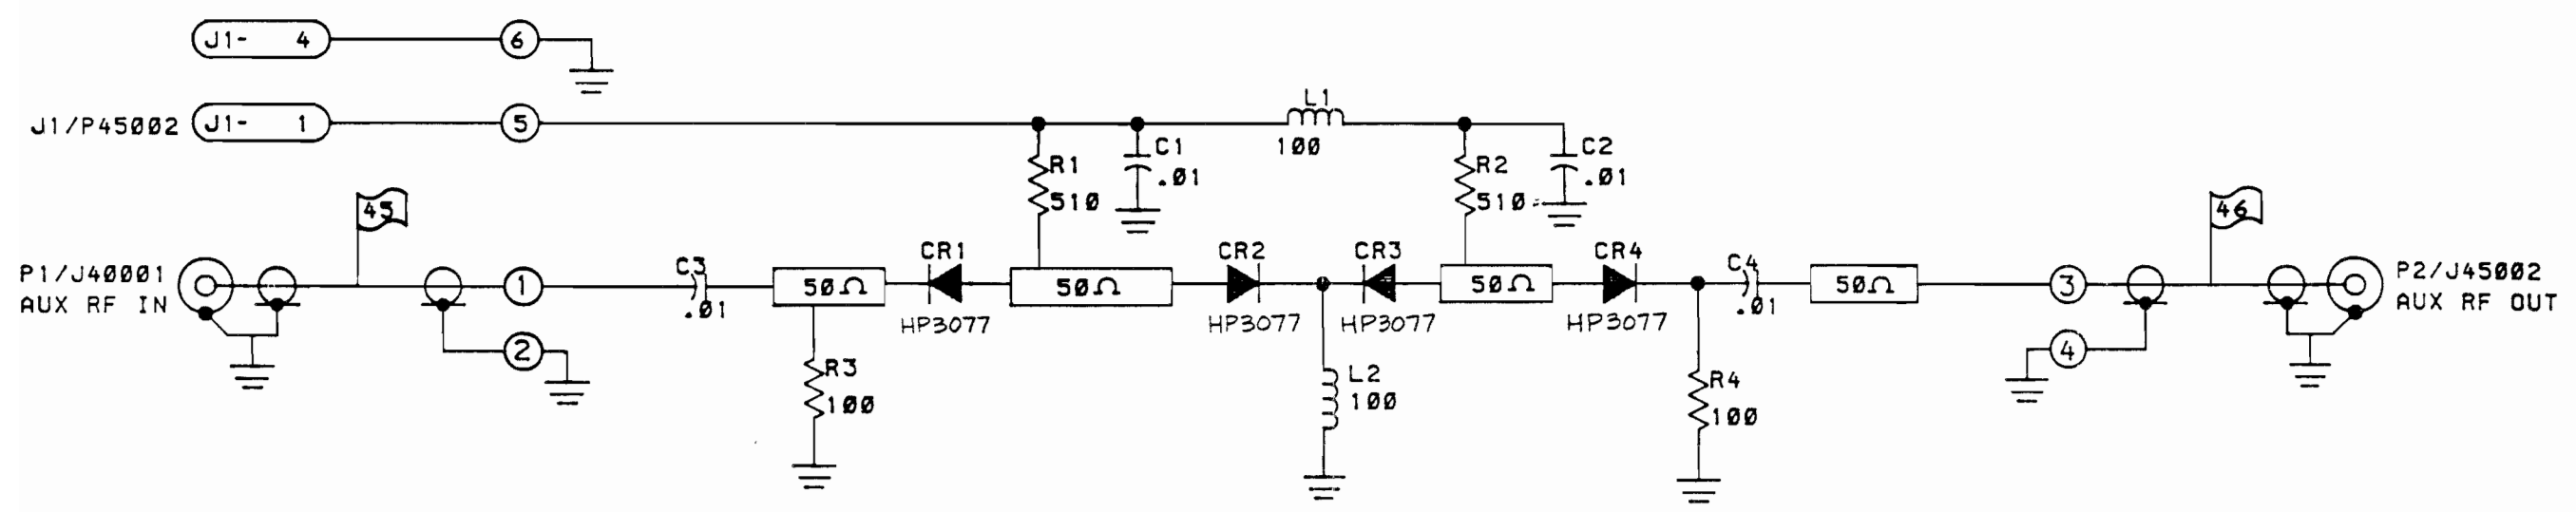 J1- 4 6
J1/P45002 J1- 1 5
L1
100
R1
510
C1
.01
R2
510
C2
.01
45
46
P1/J40001
AUX RF IN
1
2
C3
.01
50Ω
R3
100
CR1
HP3077
50Ω
CR2
HP3077
CR3
HP3077
L2
100
50Ω
CR4
HP3077
C4
.01
R4
100
50Ω
3
4
P2/J45002
AUX RF OUT